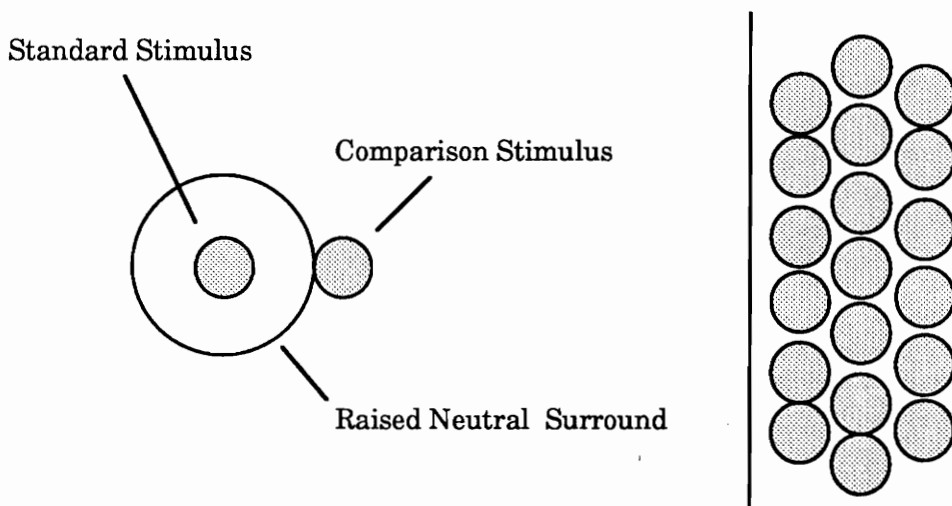 Standard Stimulus
Comparison Stimulus
Raised Neutral Surround